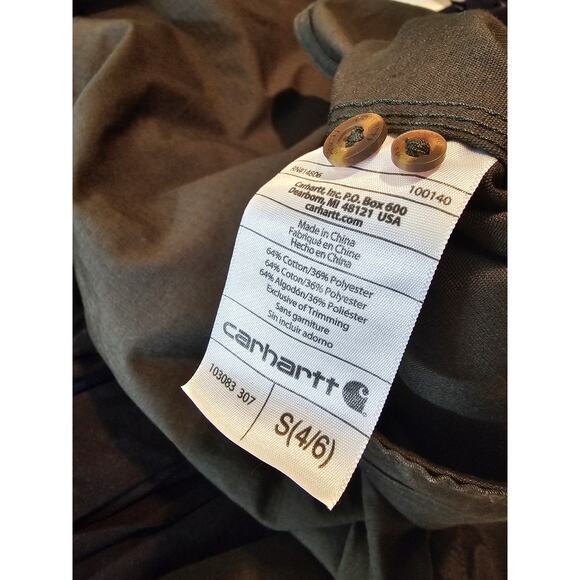 RN#14806
100140
Carhartt, Inc. P.O. Box 600
Dearborn, MI 48121 USA
carhartt.com
Made in China
Fabriqué en Chine
Hecho en China
64% Cotton/36% Polyester
64% Coton/36% Polyester
64% Algodón/36% Poliéster
Exclusive of Trimming
Sans garniture
Sin incluir adorno
carhartt
103083 307
S(4/6)